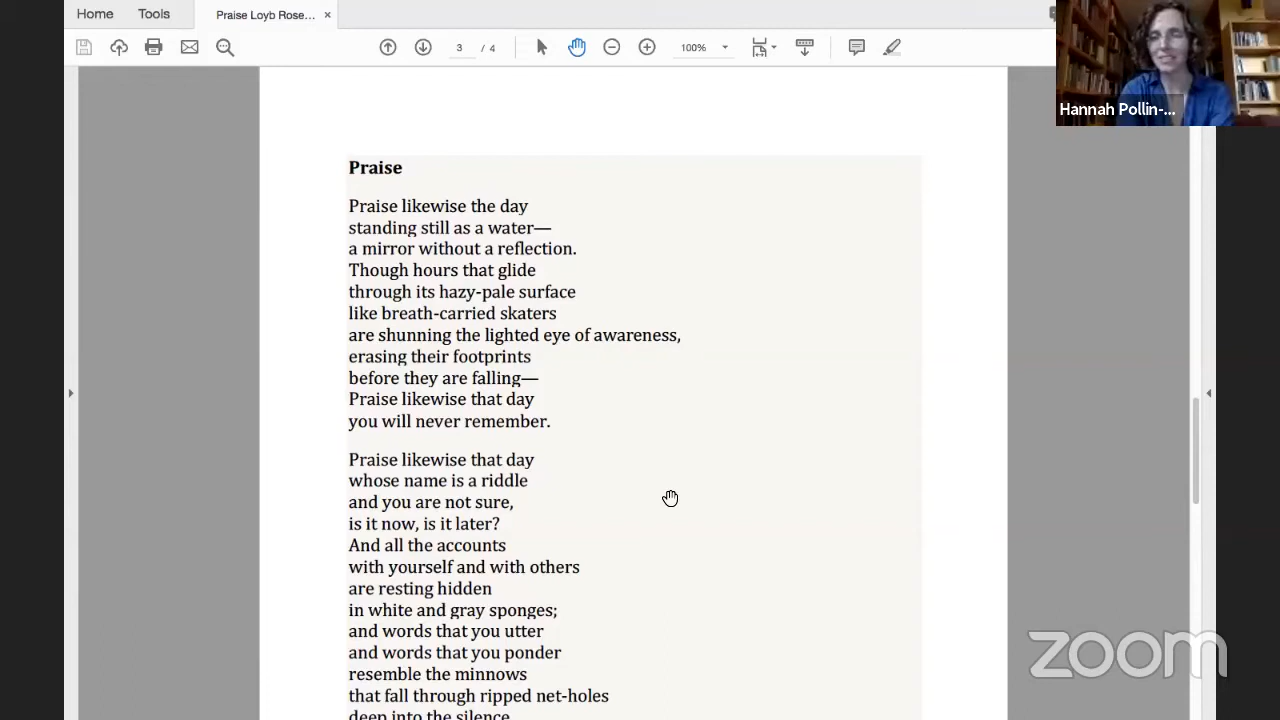 Home
Tools
Praise Loyb Rose...
3 / 4
100%
Hannah Pollin-...
Praise
Praise likewise the day
standing still as a water—
a mirror without a reflection.
Though hours that glide
through its hazy-pale surface
like breath-carried skaters
are shunning the lighted eye of awareness,
erasing their footprints
before they are falling—
Praise likewise that day
you will never remember.
Praise likewise that day
whose name is a riddle
and you are not sure,
is it now, is it later?
And all the accounts
with yourself and with others
are resting hidden
in white and gray sponges;
and words that you utter
and words that you ponder
resemble the minnows
that fall through ripped net-holes
deep into the silence
zoom